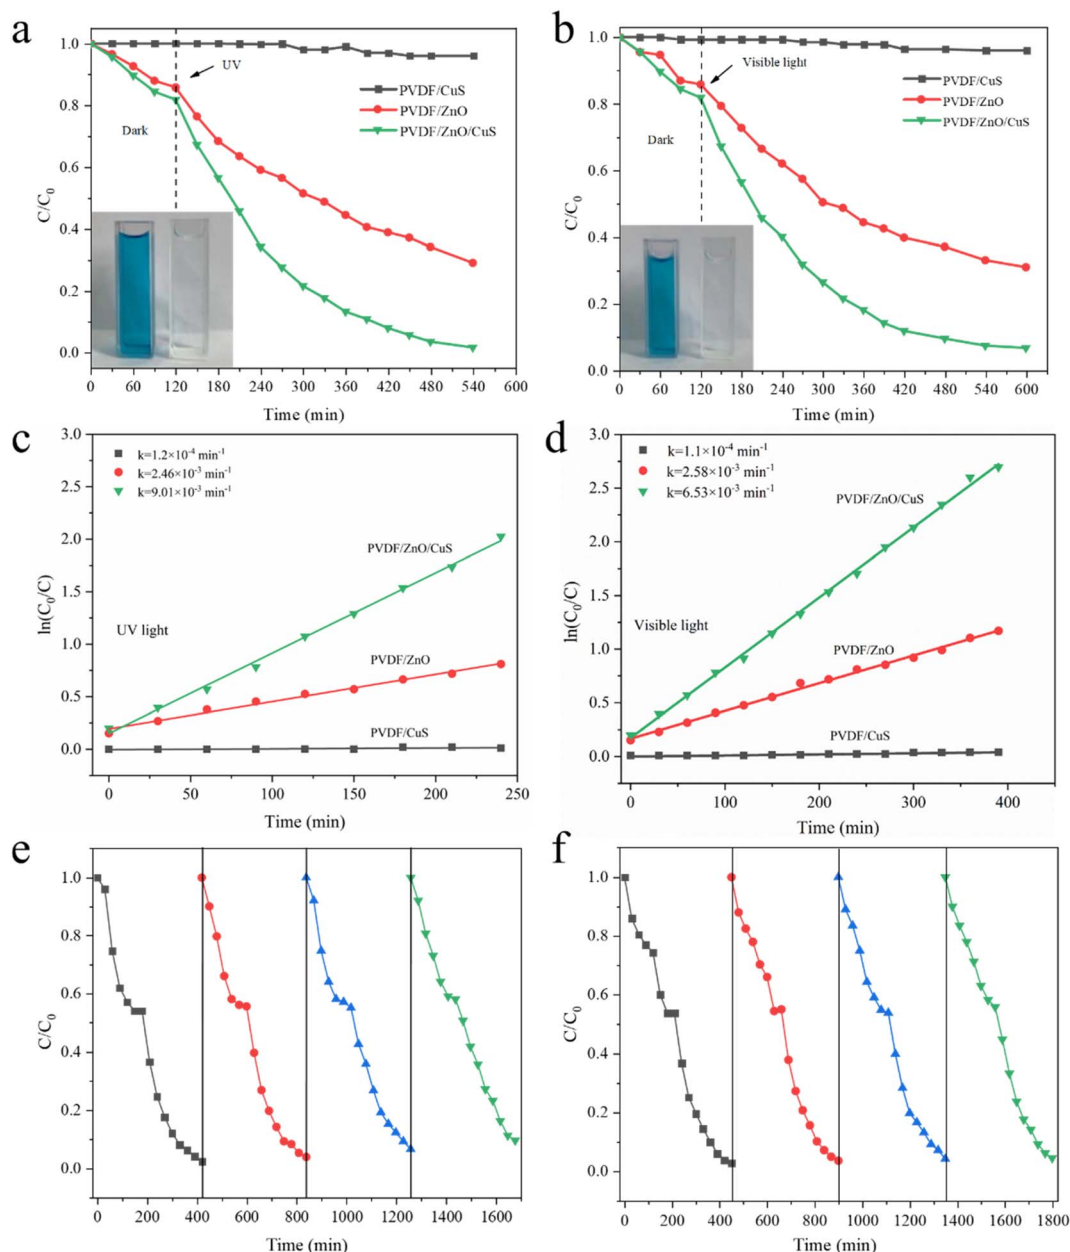 a
1.0
0.8
0.6
0.4
0.2
0.0
C/C0
UV
PVDF/CuS
PVDF/ZnO
PVDF/ZnO/CuS
Dark
0 60 120 180 240 300 360 420 480 540 600
Time (min)
b
1.0
0.8
0.6
0.4
0.2
0.0
C/C0
Visible light
PVDF/CuS
PVDF/ZnO
PVDF/ZnO/CuS
Dark
0 60 120 180 240 300 360 420 480 540 600
Time (min)
c
3.0
2.5
2.0
1.5
1.0
0.5
0.0
ln(C0/C)
k=1.2×10-4 min-1
k=2.46×10-3 min-1
k=9.01×10-3 min-1
PVDF/ZnO/CuS
UV light
PVDF/ZnO
PVDF/CuS
0 50 100 150 200 250
Time (min)
d
3.0
2.5
2.0
1.5
1.0
0.5
0.0
ln(C0/C)
k=1.1×10-4 min-1
k=2.58×10-3 min-1
k=6.53×10-3 min-1
PVDF/ZnO/CuS
Visible light
PVDF/ZnO
PVDF/CuS
0 100 200 300 400
Time (min)
e
1.0
0.8
0.6
0.4
0.2
0.0
C/C0
0 200 400 600 800 1000 1200 1400 1600
Time (min)
f
1.0
0.8
0.6
0.4
0.2
0.0
C/C0
0 200 400 600 800 1000 1200 1400 1600 1800
Time (min)